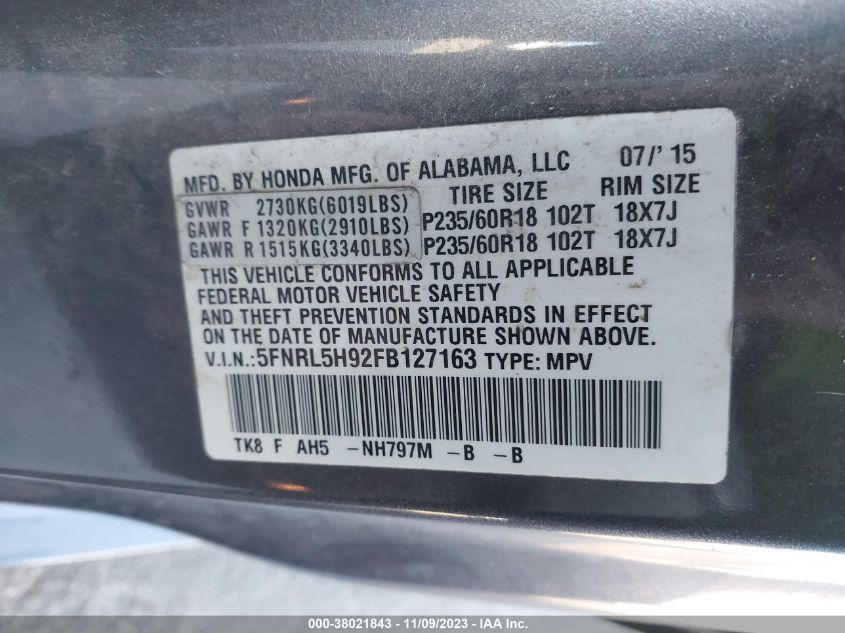 MFD. BY HONDA MFG. OF ALABAMA, LLC 07/' 15
TIRE SIZE RIM SIZE
GVWR 2730KG(6019LBS)
GAWR F 1320KG(2910LBS) P235/60R18 102T 18X7J
GAWR R 1515KG(3340LBS) P235/60R18 102T 18X7J
THIS VEHICLE CONFORMS TO ALL APPLICABLE
FEDERAL MOTOR VEHICLE SAFETY
AND THEFT PREVENTION STANDARDS IN EFFECT
ON THE DATE OF MANUFACTURE SHOWN ABOVE.
V.I.N.:5FNRL5H92FB127163 TYPE: MPV
TK8 F AH5 -NH797M -B -B
000-38021843 - 11/09/2023 - IAA Inc.